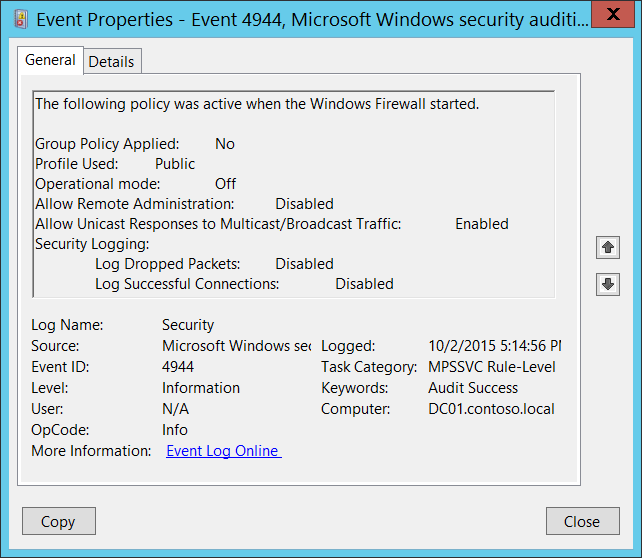 Event Properties - Event 4944, Microsoft Windows security auditi...
X
General Details
The following policy was active when the Windows Firewall started.
Group Policy Applied: No
Profile Used: Public
Operational mode: Off
Allow Remote Administration: Disabled
Allow Unicast Responses to Multicast/Broadcast Traffic: Enabled
Security Logging:
Log Dropped Packets: Disabled
Log Successful Connections: Disabled
Log Name: Security
Source: Microsoft Windows sec Logged: 10/2/2015 5:14:56 PM
Event ID: 4944 Task Category: MPSSVC Rule-Level
Level: Information Keywords: Audit Success
User: N/A Computer: DC01.contoso.local
OpCode: Info
More Information: Event Log Online
Copy Close